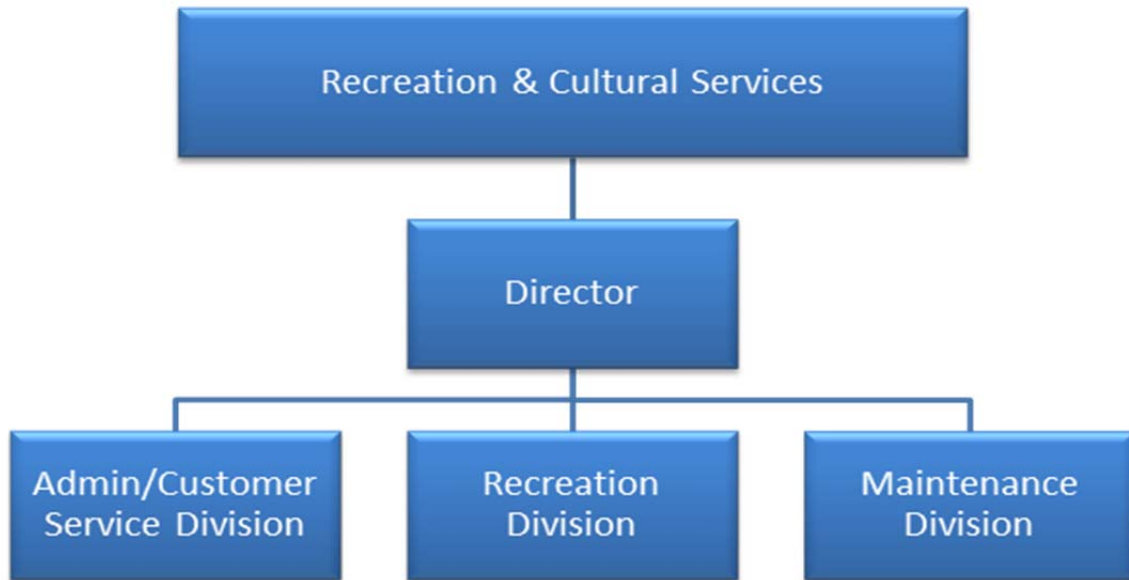 Recreation & Cultural Services
Director
Admin/Customer
Service Division
Recreation
Division
Maintenance
Division